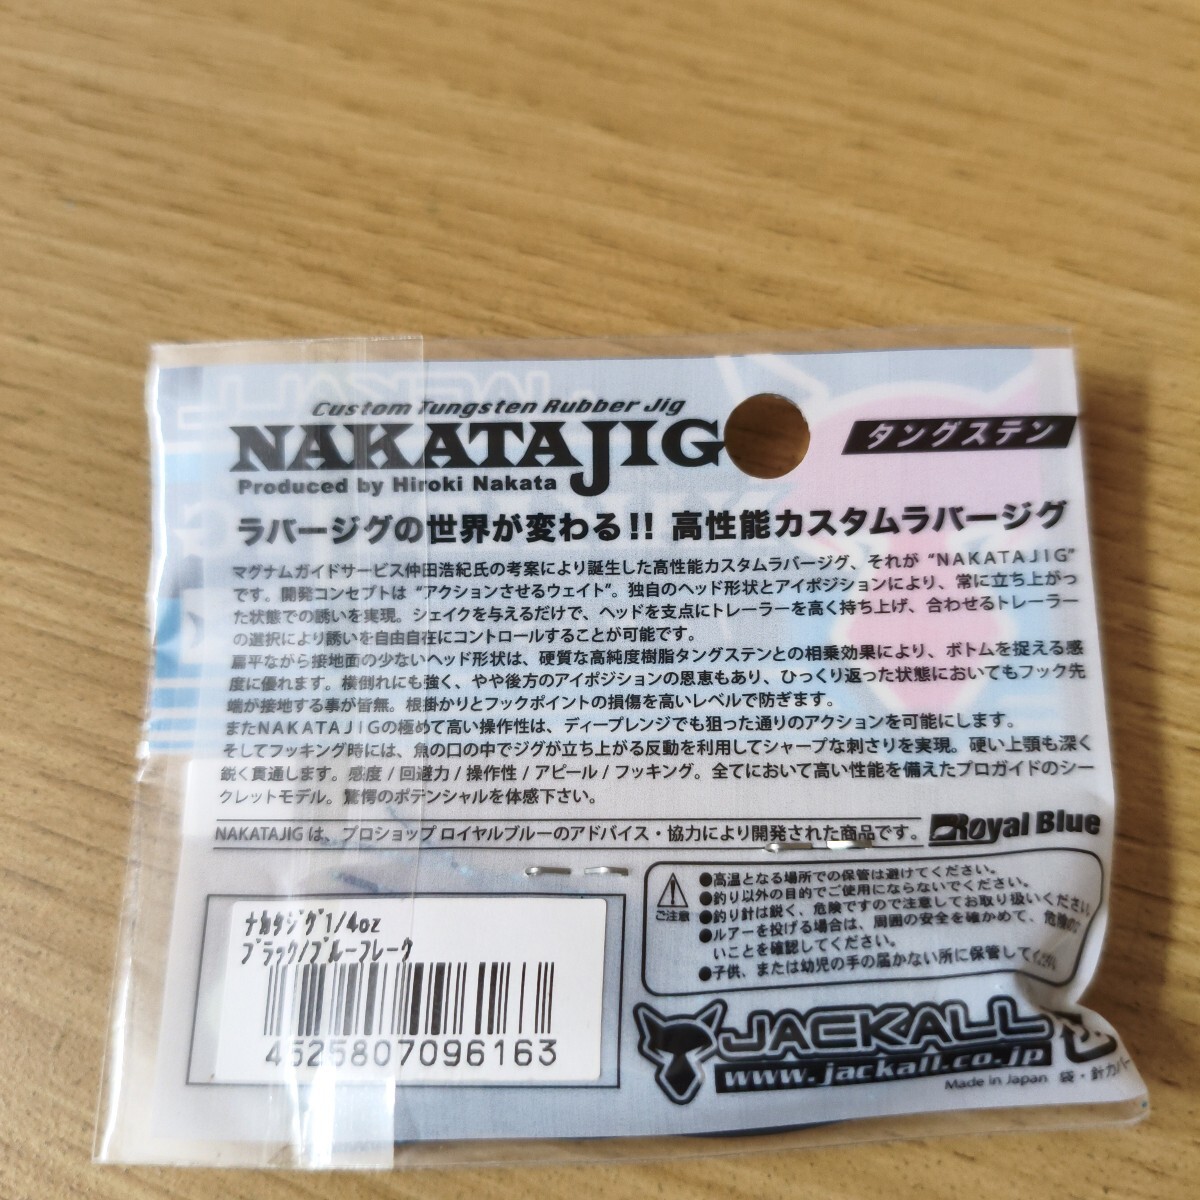 Custom Tungsten Rubber Jig
NAKATAJIG
Produced by Hiroki Nakata
タングステン
ラバージグの世界が変わる!! 高性能カスタムラバージグ
マグナムガイドサービス仲田浩紀氏の考案により誕生した高性能カスタムラバージグ、それが “NAKATAJIG”
です。開発コンセプトは “アクションさせるウェイト”。独自のヘッド形状とアイポジションにより、常に立ち上がっ
た状態での誘いを実現。シェイクを与えるだけで、ヘッドを支点にトレーラーを高く持ち上げ、合わせるトレーラー
の選択により誘いを自由自在にコントロールすることが可能です。
扁平ながら接地面の少ないヘッド形状は、硬質な高純度樹脂タングステンとの相乗効果により、ボトムを捉える感
度に優れます。横倒れにも強く、やや後方のアイポジションの恩恵もあり、ひっくり返った状態においてもフック先
端が接地する事が皆無。根掛かりとフックポイントの損傷を高いレベルで防ぎます。
またNAKATAJIGの極めて高い操作性は、ディープレンジでも狙った通りのアクションを可能にします。
そしてフッキング時には、魚の口の中でジグが立ち上がる反動を利用してシャープな刺さりを実現。硬い上顎も深く
鋭く貫通します。感度 / 回避力 / 操作性 / アピール / フッキング。全てにおいて高い性能を備えたプロガイドのシー
クレットモデル。驚愕のポテンシャルを体感下さい。
NAKATAJIG は、プロショップ ロイヤルブルーのアドバイス・協力により開発された商品です。
Royal Blue
ご注意
●高温となる場所での保管は避けてください。
●釣り以外の目的でご使用にならないでください。
●釣り針は鋭く、危険ですので注意してお取り扱いください。
●ルアーを投げる場合は、周囲の安全を確かめて、危険のな
いことを確認してください。
●子供、または幼児の手の届かない所に保管してください。
ﾅｶﾀｼﾞｸﾞ1/4oz
ﾌﾞﾗｯｸ/ﾌﾞﾙｰﾌﾚｰｸ
4525807096163
JACKALL
www.jackall.co.jp
Made in Japan 袋・針カバー